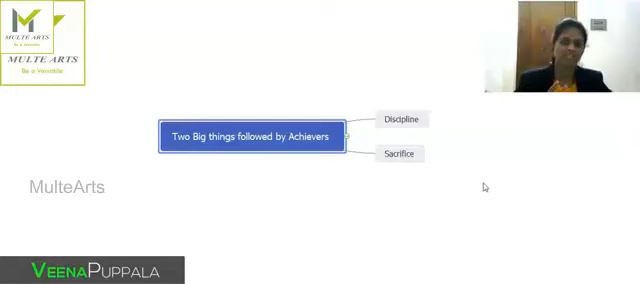 MULTE ARTS
Be a Versatile
MULTE ARTS
Be a Versatile
Two Big things followed by Achievers
Discipline
Sacrifice
MulteArts
VEENAPUPPALA